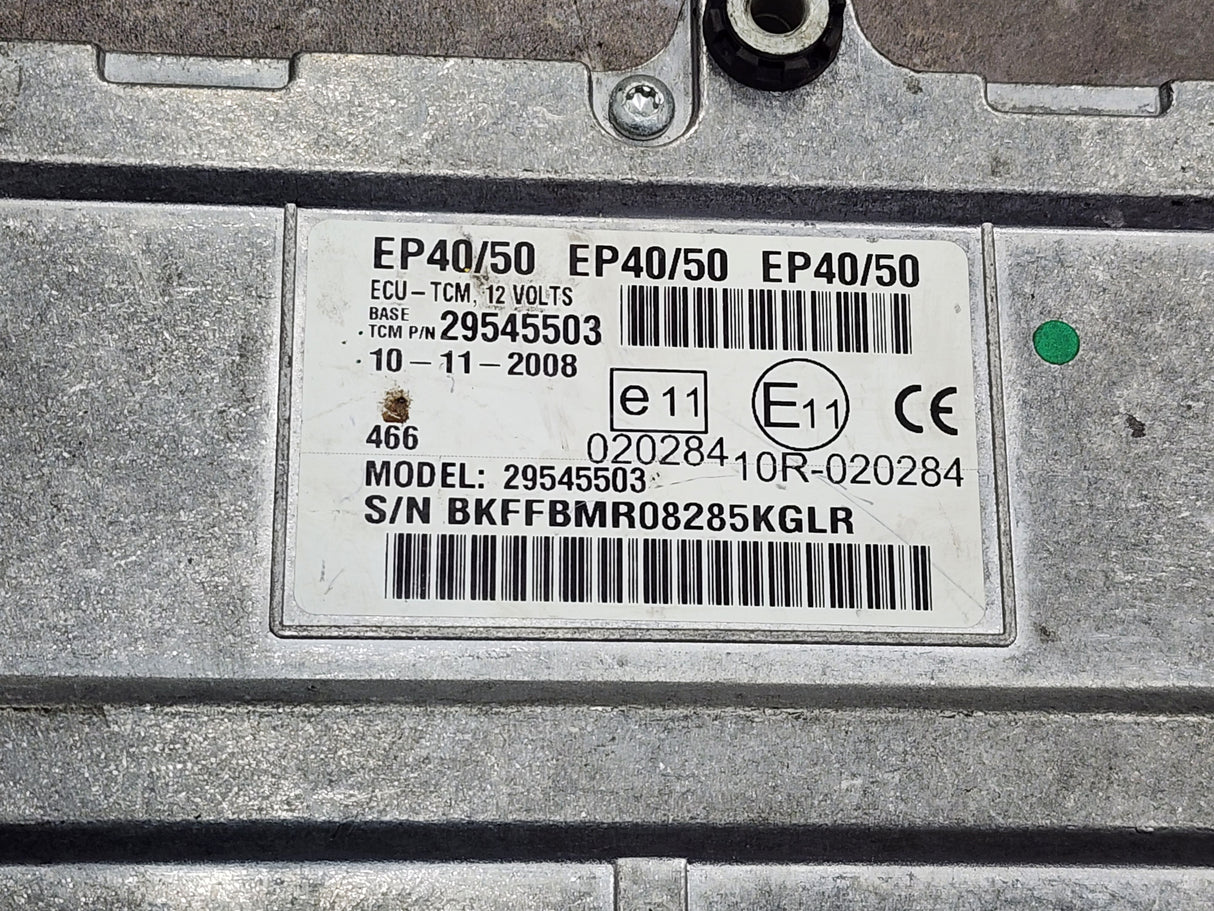 EP40/50 EP40/50 EP40/50
ECU-TCM, 12 VOLTS
BASE
TCM P/N 29545503
10-11-2008
e 11
E11
CE
466
020284
10R-020284
MODEL: 29545503
S/N BKFFBMR08285KGLR